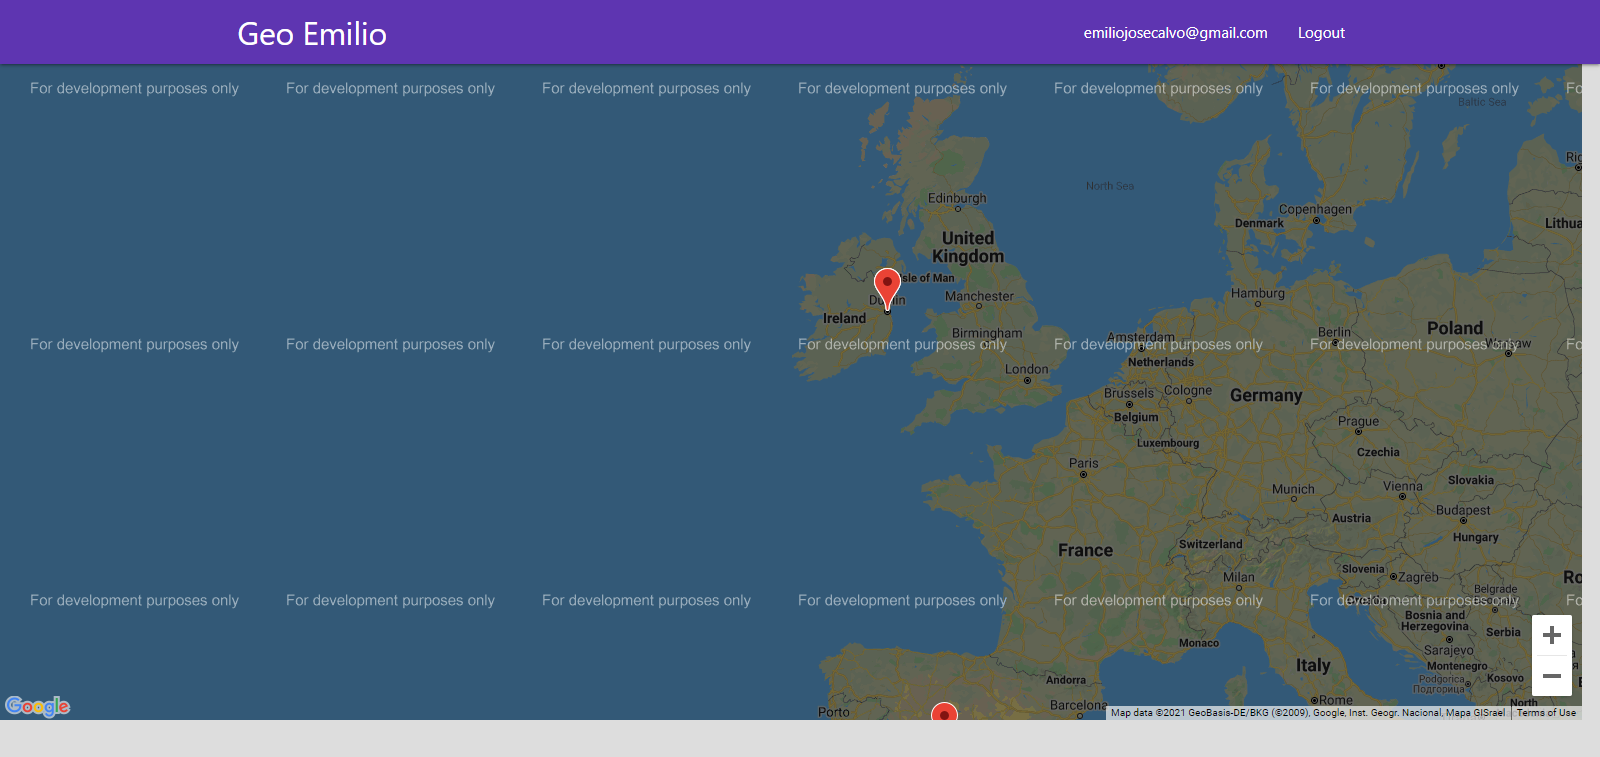 Geo Emilio
emiliojosecalvo@gmail.com Logout
For development purposes only For development purposes only For development purposes only For development purposes only For development purposes only For development purposes only
Baltic Sea
North Sea
Edinburgh
Copenhagen
Denmark
United
Kingdom
Isle of Man
Manchester
Hamburg
Ireland
Birmingham
Berlin
Poland
Amsterdam
For development purposes only For development purposes only For development purposes only For development purposes only For development purposes only For development purposes only
Netherlands
London
Brussels
Cologne
Germany
Belgium
Prague
Luxembourg
Czechia
Paris
Slovakia
Munich
Vienna
Budapest
Austria
Hungary
France
Switzerland
Slovenia
Milan
Zagreb
Belgrade
For development purposes only For development purposes only For development purposes only For development purposes only For development purposes only For development purposes only
Bosnia and
Herzegovina
Serbia
Monaco
Sarajevo
Italy
Montenegro
Andorra
Kosovo
Podgorica
Подгорица
Rome
Porto
Barcelona
North
Google
Map data ©2021 GeoBasis-DE/BKG (©2009), Google, Inst. Geogr. Nacional, Mapa GISrael Terms of Use